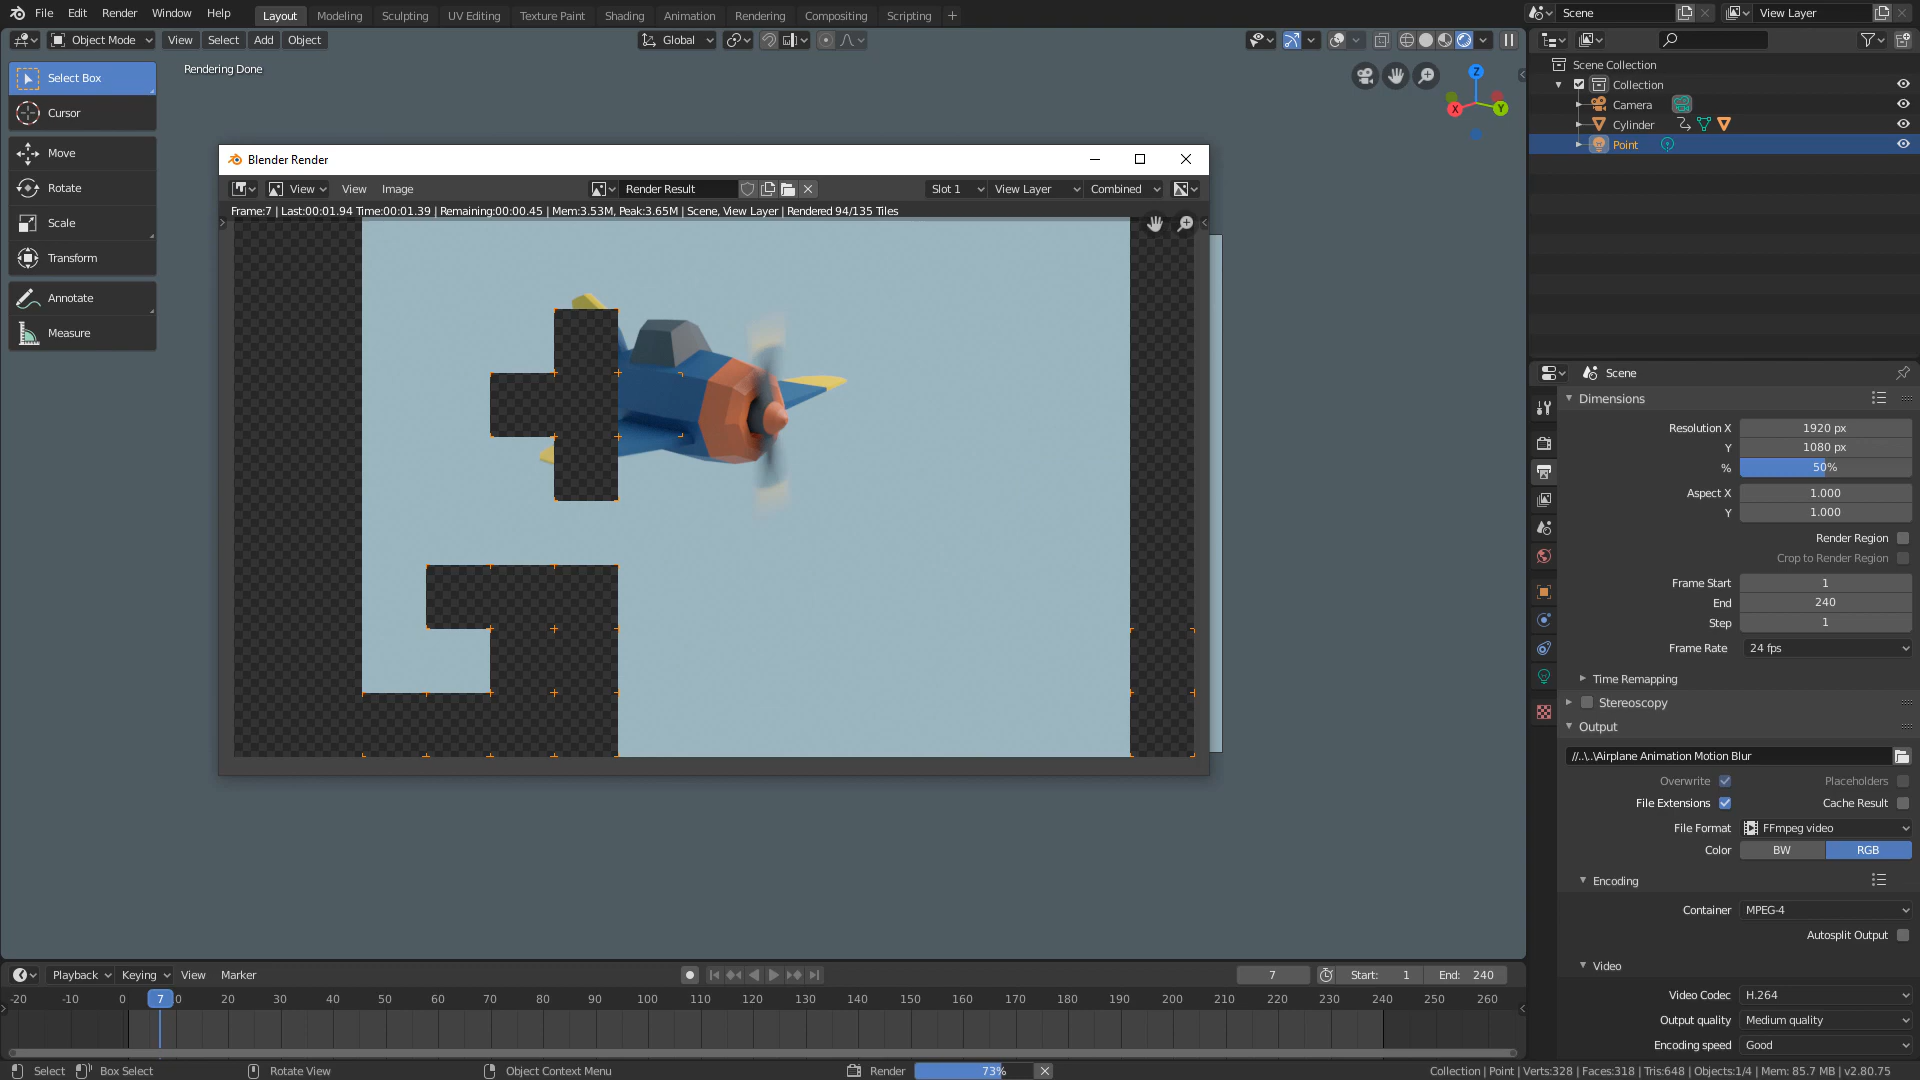 File Edit Render Window Help Layout Modeling Sculpting UV Editing Texture Paint Shading Animation Rendering Compositing Scripting + Scene View Layer
Object Mode View Select Add Object Global
Rendering Done
Select Box
Cursor
Move
Rotate
Scale
Transform
Annotate
Measure
Z
X
Y
Blender Render
View View Image Render Result Slot 1 View Layer Combined
Frame:7 | Last:00:01.94 Time:00:01.39 | Remaining:00:00.45 | Mem:3.53M, Peak:3.65M | Scene, View Layer | Rendered 94/135 Tiles
Scene Collection
Collection
Camera
Cylinder
Point
Scene
Dimensions
Resolution X 1920 px
Y 1080 px
% 50%
Aspect X 1.000
Y 1.000
Render Region
Crop to Render Region
Frame Start 1
End 240
Step 1
Frame Rate 24 fps
Time Remapping
Stereoscopy
Output
//..\..\Airplane Animation Motion Blur
Overwrite Placeholders
File Extensions Cache Result
File Format FFmpeg video
Color BW RGB
Encoding
Container MPEG-4
Autosplit Output
Video
Video Codec H.264
Output quality Medium quality
Encoding speed Good
Playback Keying View Marker 7 Start: 1 End: 240
-20 -10 0 7 0 20 30 40 50 60 70 80 90 100 110 120 130 140 150 160 170 180 190 200 210 220 230 240 250 260
Select Box Select Rotate View Object Context Menu Render 73% Collection | Point | Verts:328 | Faces:318 | Tris:648 | Objects:1/4 | Mem: 85.7 MB | v2.80.75